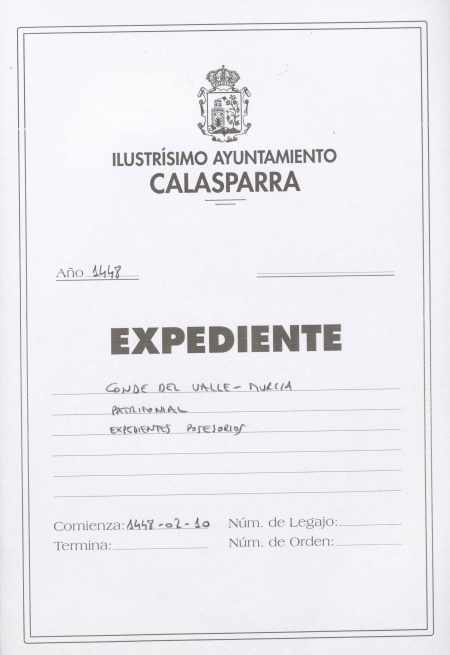 ILUSTRÍSIMO AYUNTAMIENTO
CALASPARRA
Año 1448
EXPEDIENTE
CONDE DEL VALLE - MURCIA
PATRIMONIAL
EXPEDIENTES POSESORIOS
Comienza: 1448-02-10 Núm. de Legajo:
Termina: Núm. de Orden: